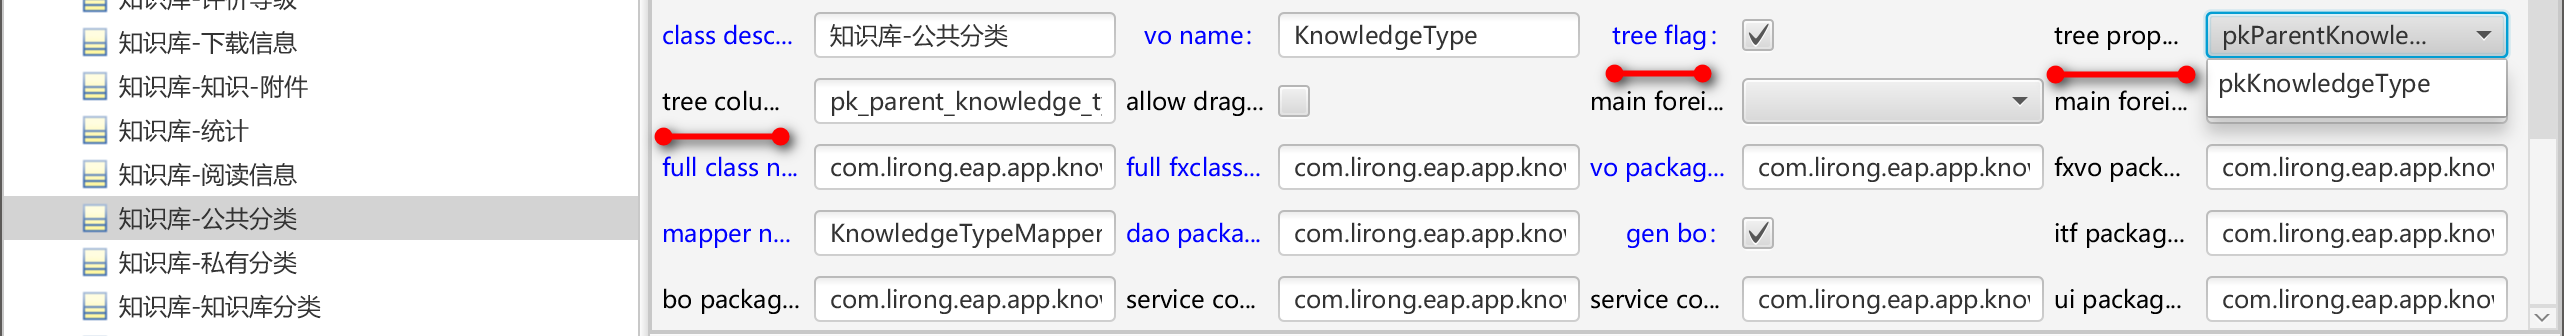 知识库-评价等级
知识库-下载信息
知识库-知识-附件
知识库-统计
知识库-阅读信息
知识库-公共分类
知识库-私有分类
知识库-知识库分类
class desc... 知识库-公共分类 vo name: KnowledgeType tree flag: tree prop... pkParentKnowle...
pkKnowledgeType
tree colu... pk_parent_knowledge_t allow drag... main forei... main forei...
full class n... com.lirong.eap.app.kno full fxclass... com.lirong.eap.app.kno vo packag... com.lirong.eap.app.kno fxvo pack... com.lirong.eap.app.kno
mapper n... KnowledgeTypeMapper dao packa... com.lirong.eap.app.kno gen bo: itf packag... com.lirong.eap.app.kno
bo packag... com.lirong.eap.app.kno service co... com.lirong.eap.app.kno service co... com.lirong.eap.app.kno ui packag... com.lirong.eap.app.kno